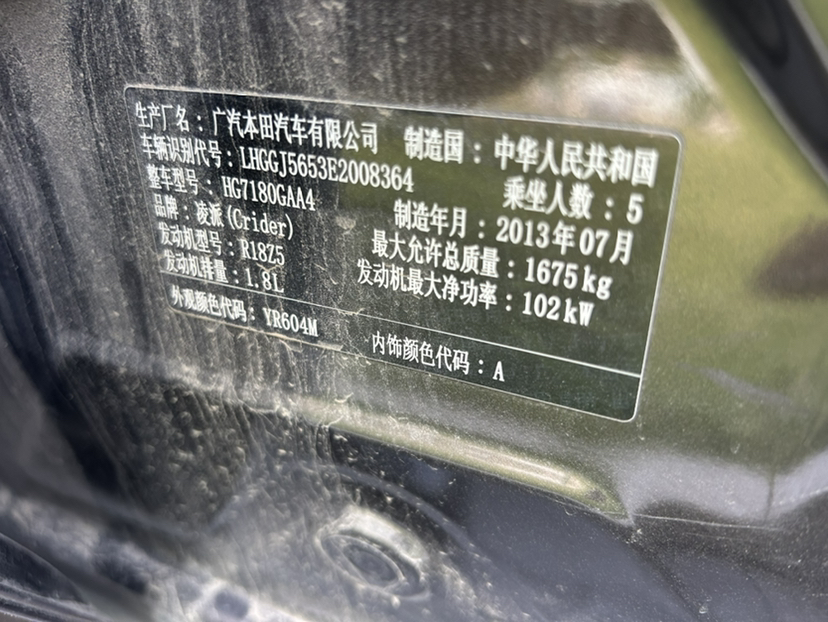 生产厂名：广汽本田汽车有限公司 制造国：中华人民共和国
车辆识别代号：LHGGJ5653E2008364 乘坐人数：5
整车型号：HG7180GAA4 制造年月：2013年07月
品牌：凌派(Crider) 最大允许总质量：1675kg
发动机型号：R18Z5 发动机最大净功率：102kW
发动机排量：1.8L
外观颜色代码：YR604M 内饰颜色代码：A